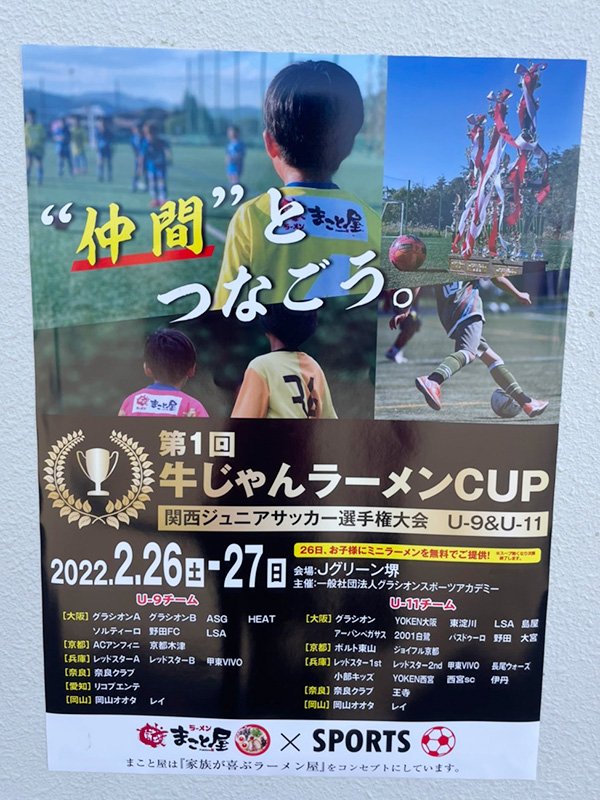 “仲間”と
つなごう。
ラーメン まこと屋
まこと屋
34
第1回
牛じゃんラーメンCUP
関西ジュニアサッカー選手権大会 U-9&U-11
2022.2.26土-27日
26日、お子様にミニラーメンを無料でご提供!
会場:Jグリーン堺
主催:一般社団法人グラシオンスポーツアカデミー
U-9チーム
[大阪] グラシオンA グラシオンB ASG HEAT
ソルティーロ 野田FC LSA
[京都] ACアンフィニ 京都木津
[兵庫] レッドスターA レッドスターB 甲東VIVO
[奈良] 奈良クラブ
[愛知] リコプエンテ
[岡山] 岡山オオタ レイ
U-11チーム
[大阪] グラシオン YOKEN大阪 東淀川 LSA 島屋
アーバンペガサス 2001白鷺 バスドゥーロ 野田 大宮
[京都] ポルト東山 ジョイフル京都
[兵庫] レッドスター1st レッドスター2nd 甲東VIVO 長尾ウォーズ
小部キッズ YOKEN西宮 西宮sc 伊丹
[奈良] 奈良クラブ 王寺
[岡山] 岡山オオタ レイ
ラーメン まこと屋 × SPORTS
まこと屋は『家族が喜ぶラーメン屋』をコンセプトにしています。